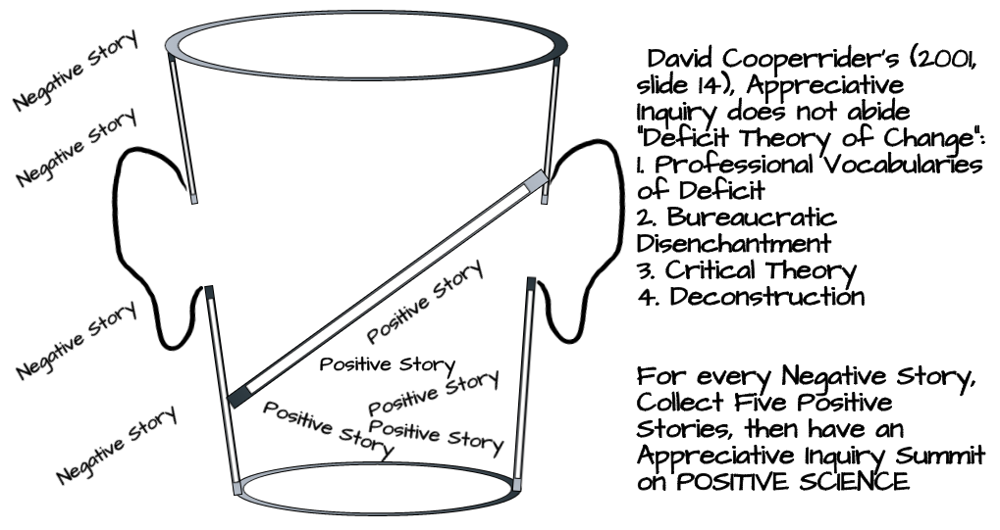 Negative Story
Negative Story
Negative Story
Negative Story
Positive Story
Positive Story
Positive Story
Positive Story
Positive Story
David Cooperrider's (2001,
slide 14), Appreciative
Inquiry does not abide
"Deficit Theory of Change":
1. Professional Vocabularies
of Deficit
2. Bureaucratic
Disenchantment
3. Critical Theory
4. Deconstruction
For every Negative Story,
Collect Five Positive
Stories, then have an
Appreciative Inquiry Summit
on POSITIVE SCIENCE